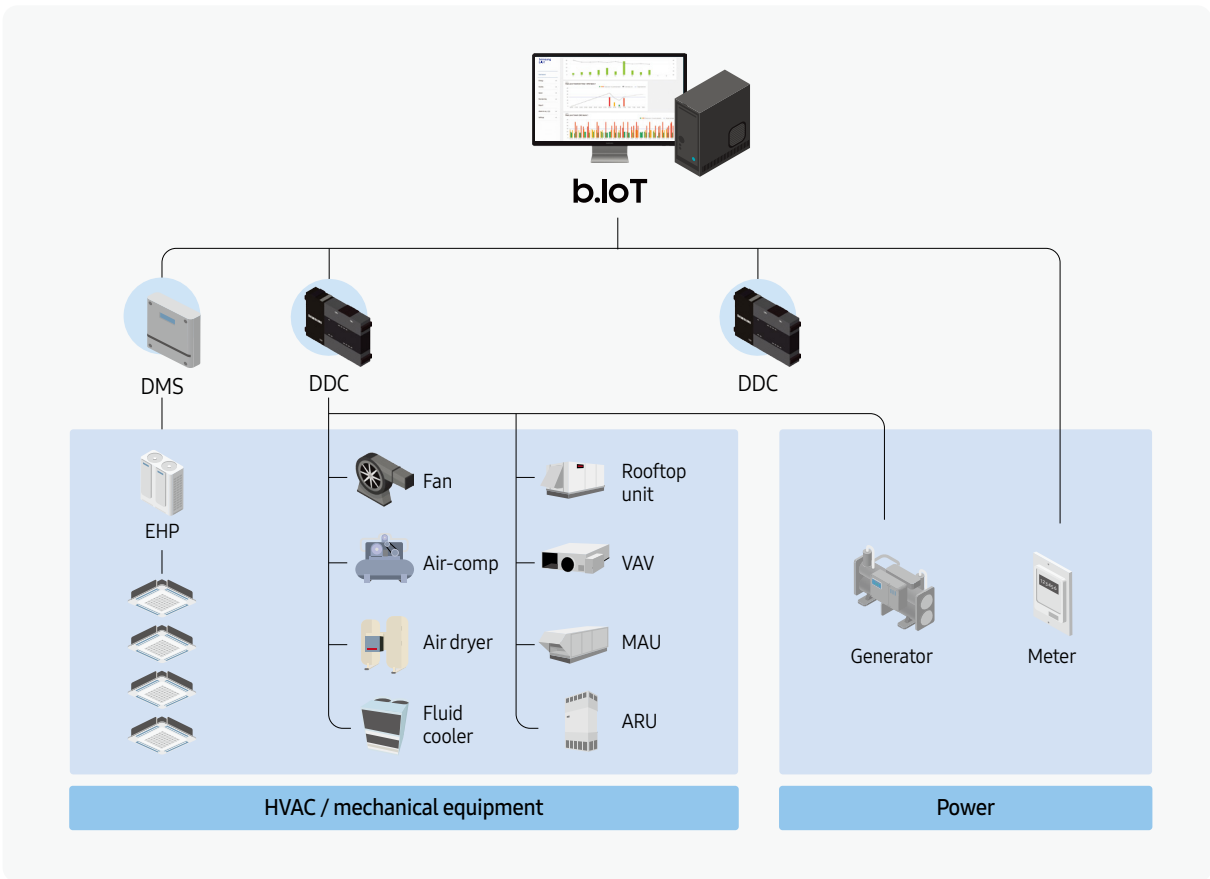 b.IoT
DMS
DDC
DDC
EHP
Fan
Air-comp
Air dryer
Fluid
cooler
Rooftop
unit
VAV
MAU
ARU
Generator
Meter
HVAC / mechanical equipment
Power